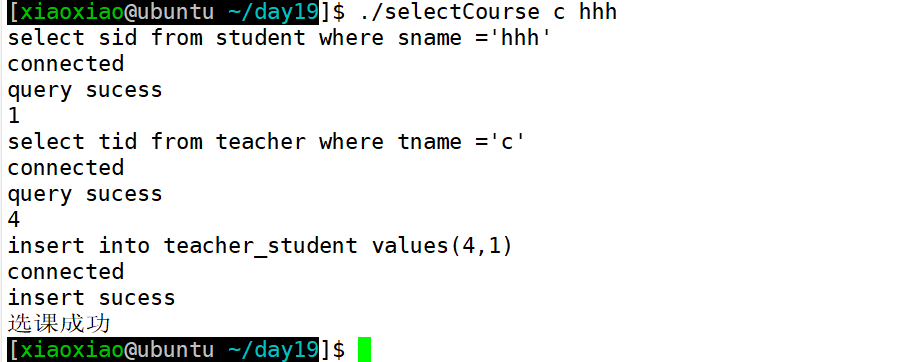 [xiaoxiao@ubuntu ~/day19]$ ./selectCourse c hhh
select sid from student where sname ='hhh'
connected
query sucess
1
select tid from teacher where tname ='c'
connected
query sucess
4
insert into teacher_student values(4,1)
connected
insert sucess
选课成功
[xiaoxiao@ubuntu ~/day19]$